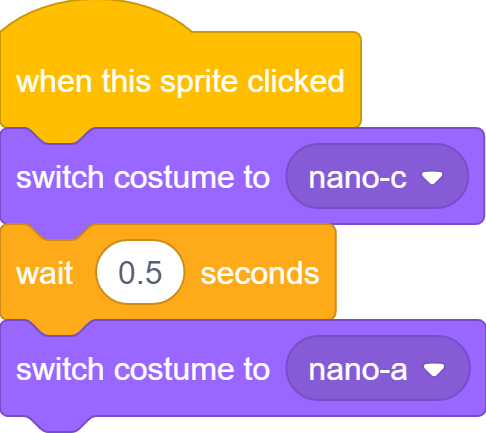 when this sprite clicked
switch costume to nano-c
wait 0.5 seconds
switch costume to nano-a